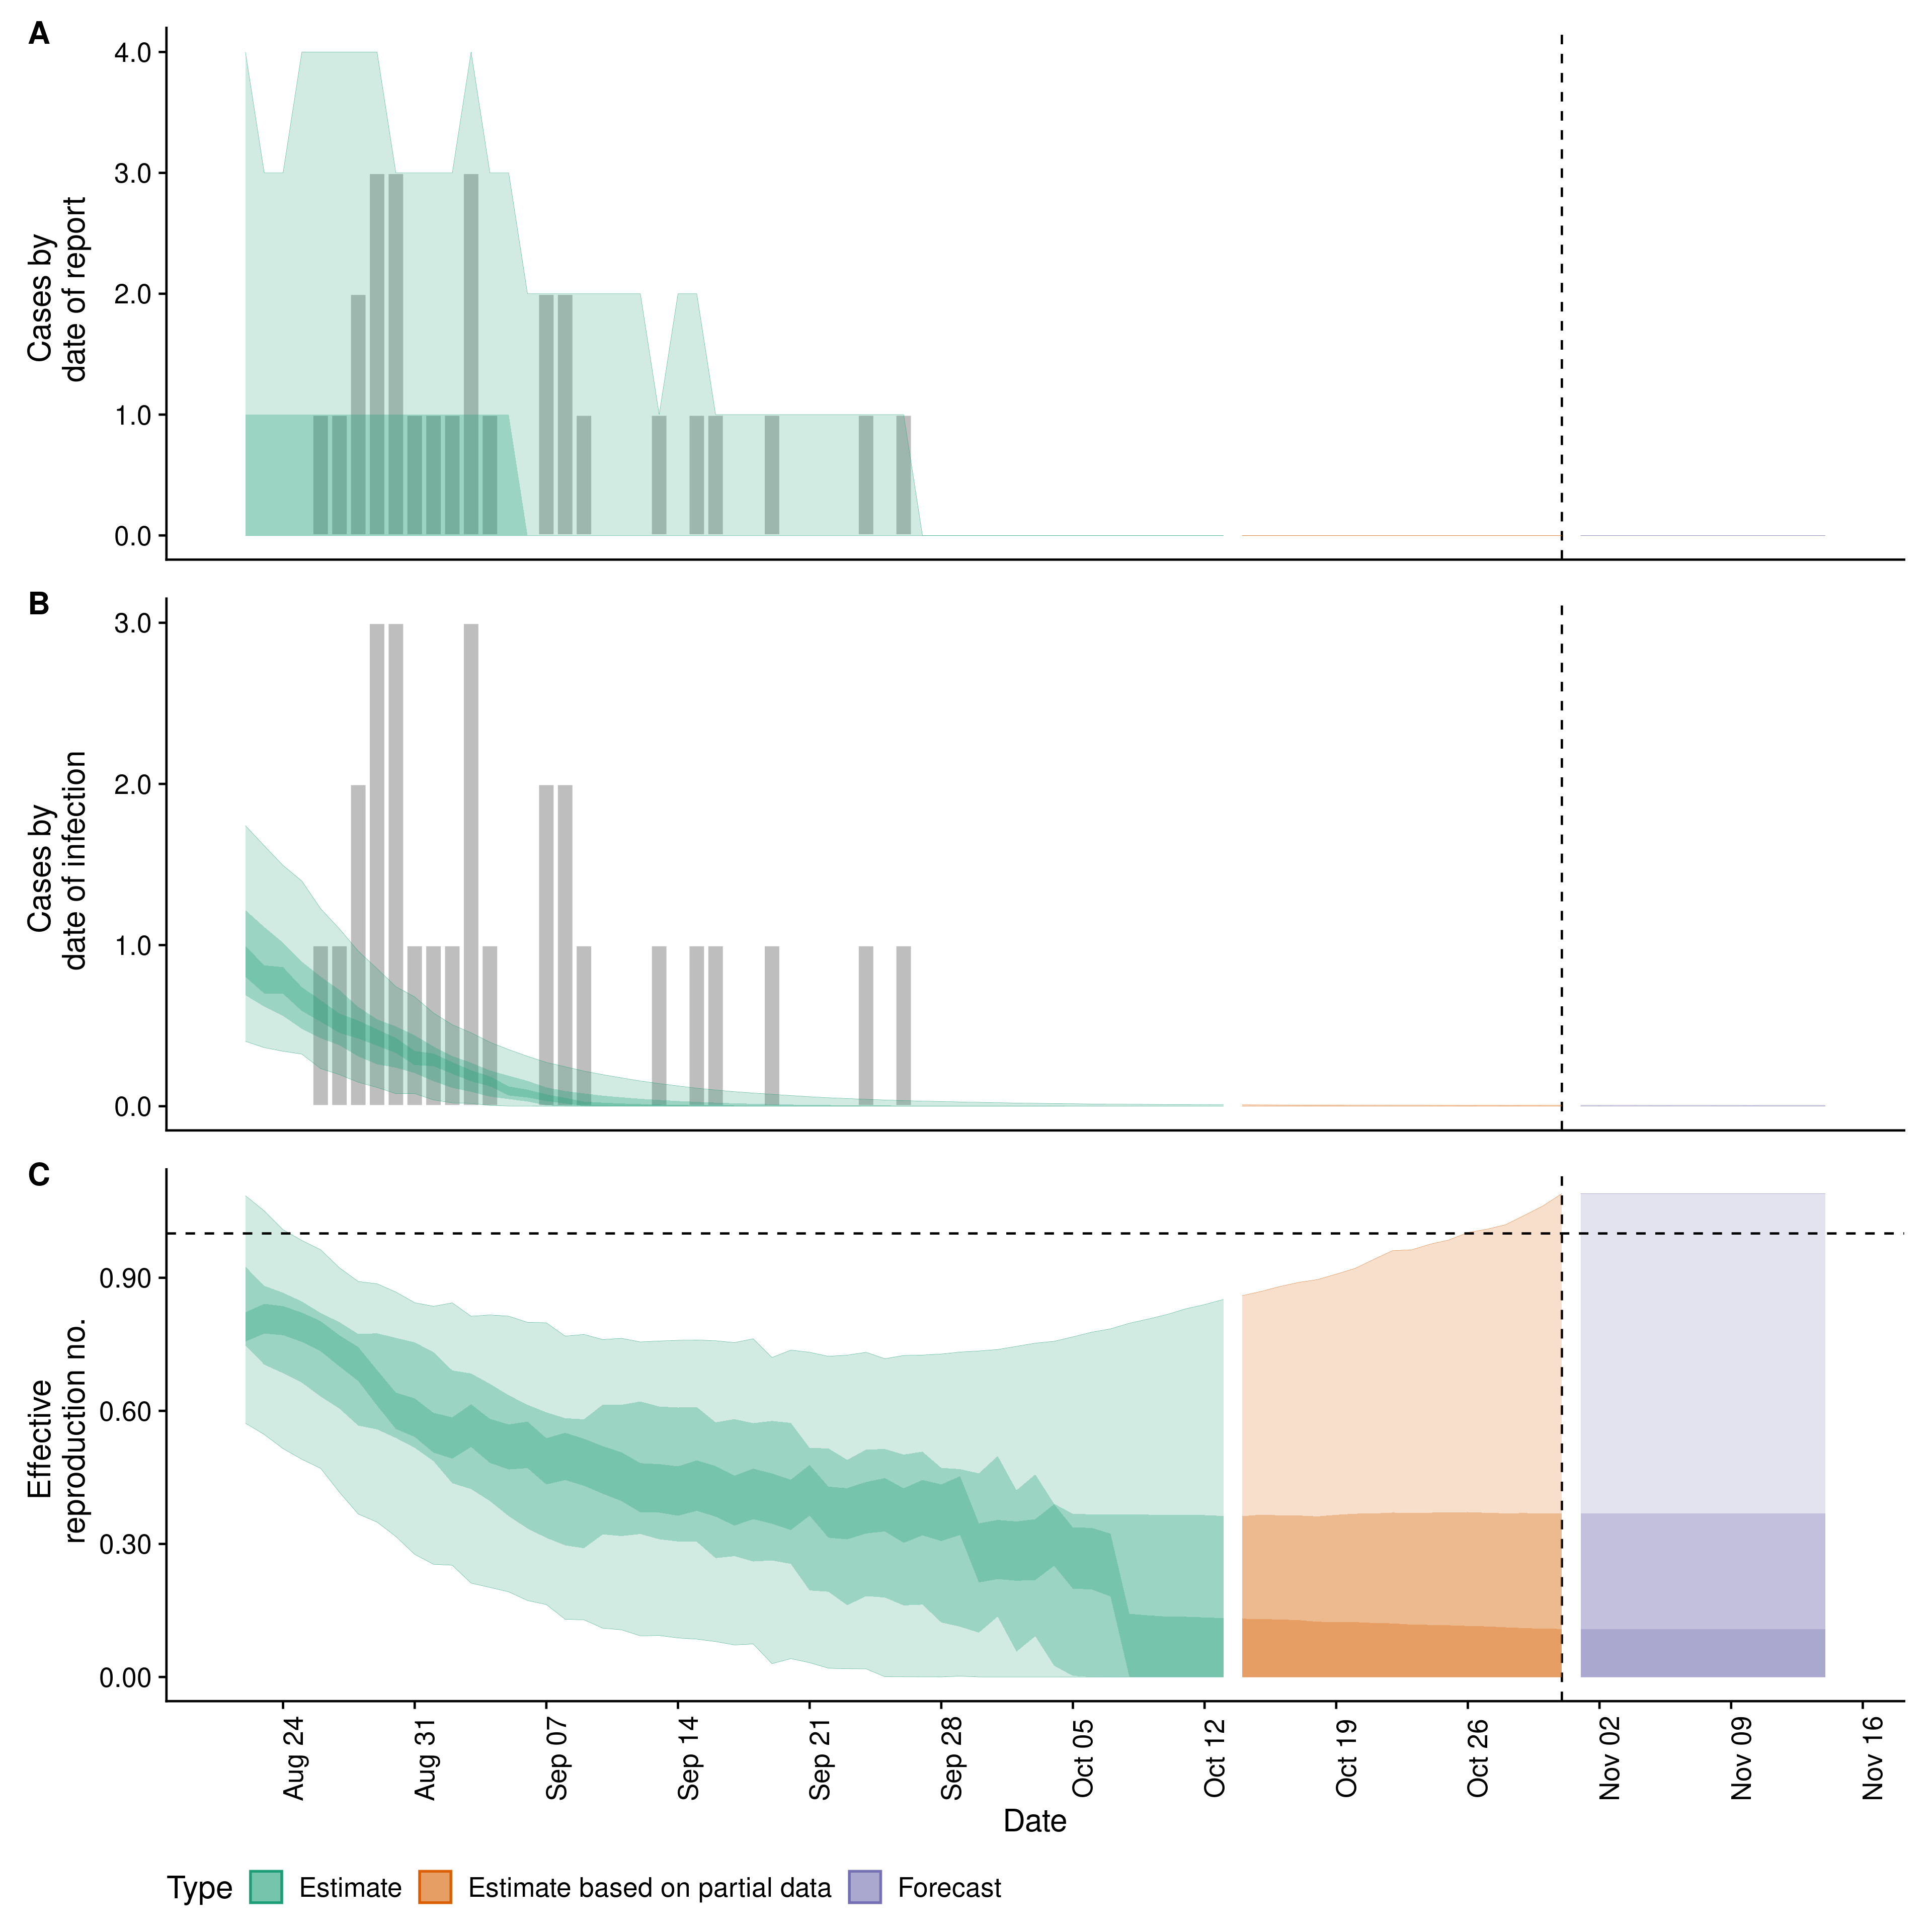 A
Cases by
date of report
4.0
3.0
2.0
1.0
0.0
B
Cases by
date of infection
3.0
2.0
1.0
0.0
C
Effective
reproduction no.
0.90
0.60
0.30
0.00
Aug 24
Aug 31
Sep 07
Sep 14
Sep 21
Sep 28
Oct 05
Oct 12
Oct 19
Oct 26
Nov 02
Nov 09
Nov 16
Date
Type Estimate Estimate based on partial data Forecast